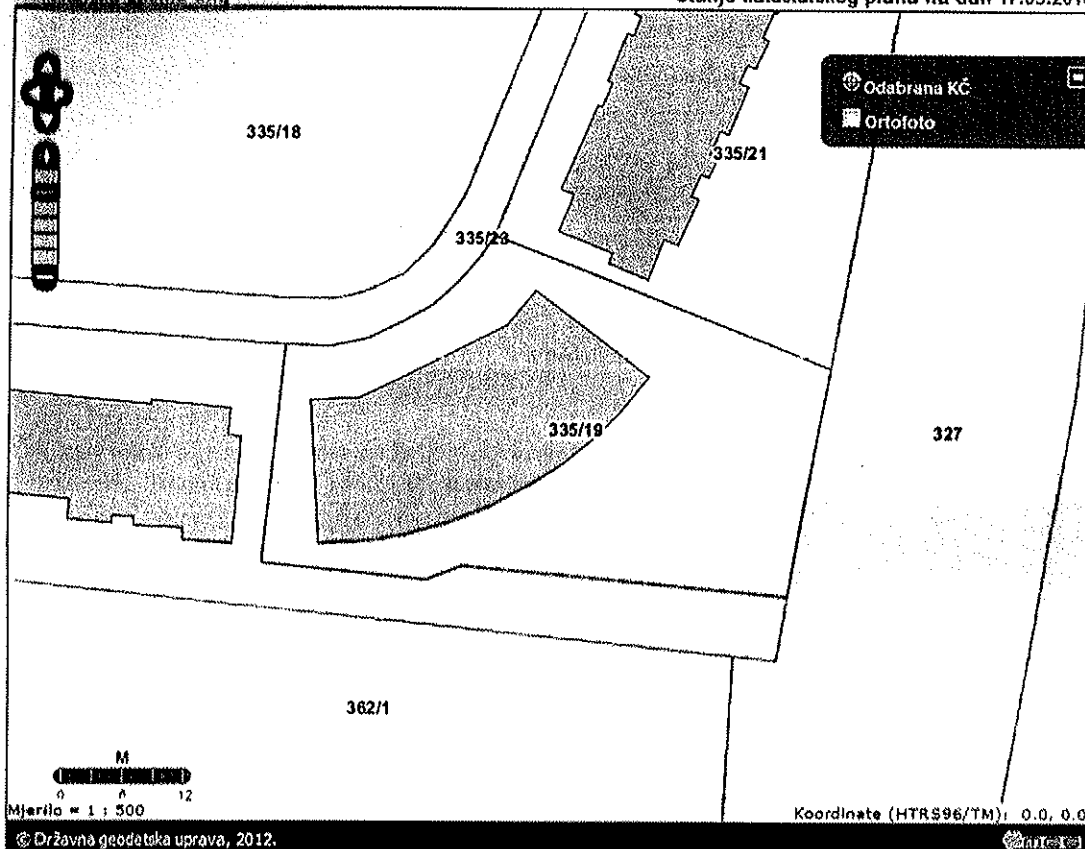 Odabrana KČ
Ortofoto
335/18
335/21
335/23
335/19
327
362/1
M
0 6 12
Mjerilo = 1 : 500
Koordinate (HTRS96/TM): 0.0, 0.0
© Državna geodetska uprava, 2012.